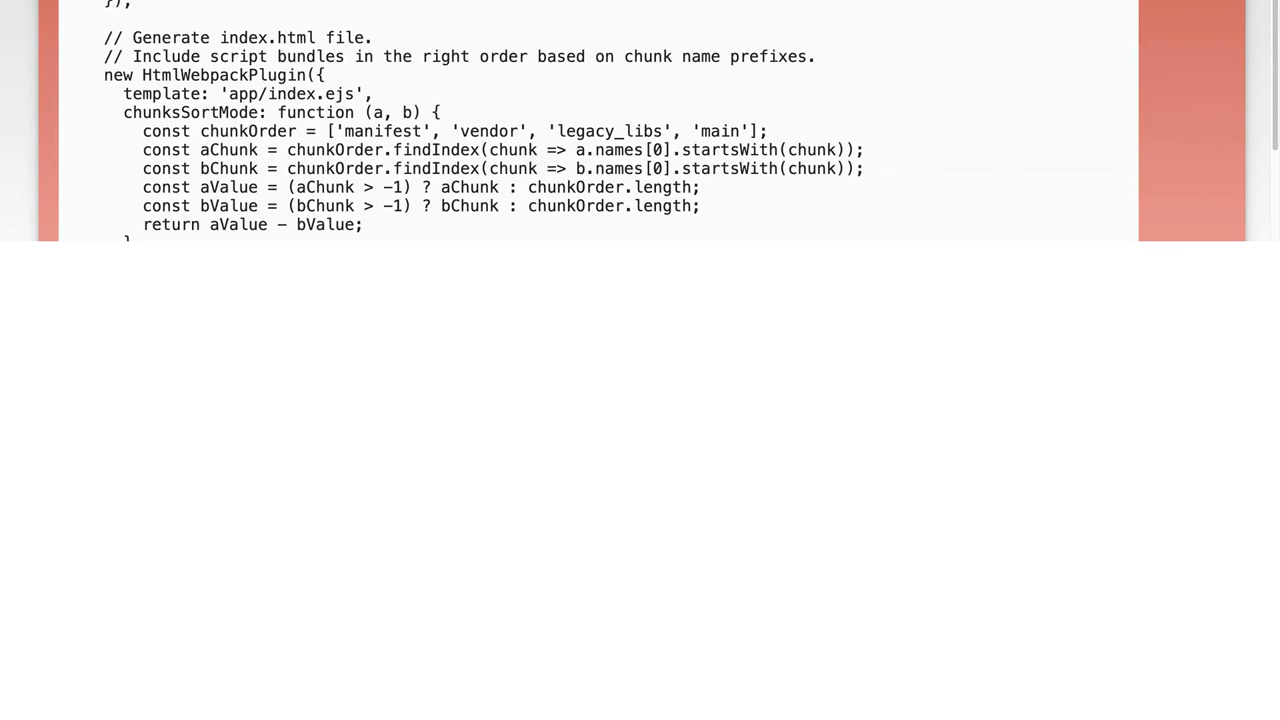 });
// Generate index.html file.
// Include script bundles in the right order based on chunk name prefixes.
new HtmlWebpackPlugin({
  template: 'app/index.ejs',
  chunksSortMode: function (a, b) {
    const chunkOrder = ['manifest', 'vendor', 'legacy_libs', 'main'];
    const aChunk = chunkOrder.findIndex(chunk => a.names[0].startsWith(chunk));
    const bChunk = chunkOrder.findIndex(chunk => b.names[0].startsWith(chunk));
    const aValue = (aChunk > -1) ? aChunk : chunkOrder.length;
    const bValue = (bChunk > -1) ? bChunk : chunkOrder.length;
    return aValue - bValue;
  }